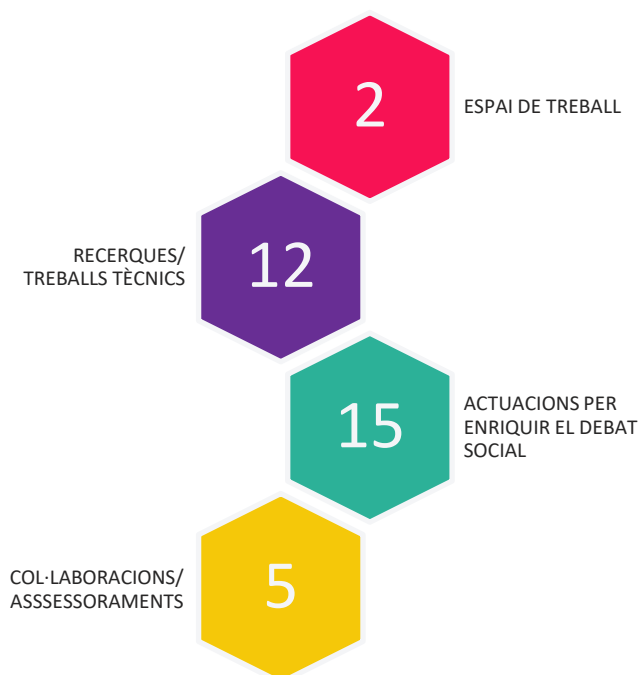 2
ESPAI DE TREBALL
RECERQUES/
TREBALLS TÈCNICS
12
15
ACTUACIONS PER
ENRIQUIR EL DEBAT
SOCIAL
COL·LABORACIONS/
ASSSESSORAMENTS
5